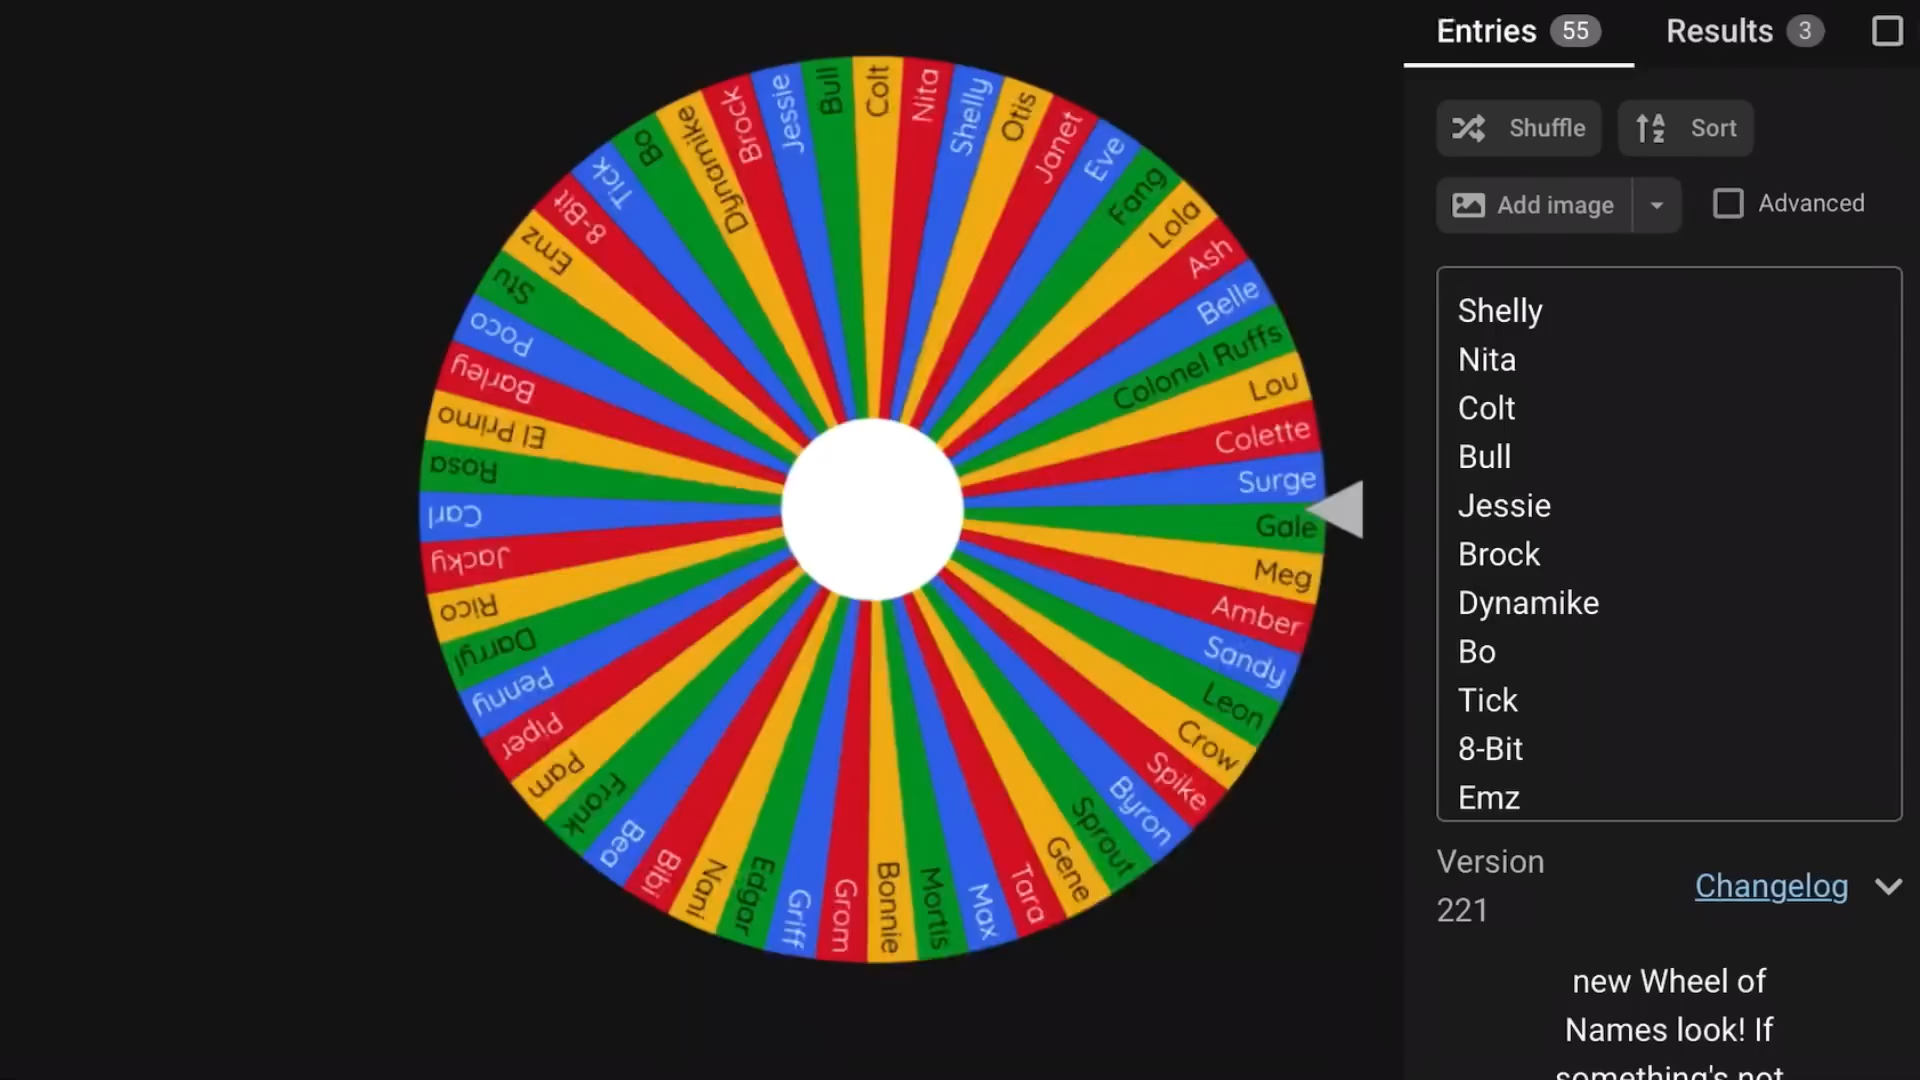 Entries 55 Results 3
Shuffle Sort
Add image Advanced
Shelly
Nita
Colt
Bull
Jessie
Brock
Dynamike
Bo
Tick
8-Bit
Emz
Version
221
Changelog
new Wheel of
Names look! If
something's not
Colt
Nita
Shelly
Otis
Janet
Eve
Fang
Lola
Ash
Belle
Colonel Ruffs
Lou
Colette
Surge
Gale
Meg
Amber
Sandy
Leon
Crow
Spike
Byron
Sprout
Gene
Tara
Max
Mortis
Bonnie
Grom
Griff
Edgar
Nani
Bibi
Bea
Frank
Pam
Piper
Penny
Darryl
Rico
Jacky
Carl
Rosa
El Primo
Barley
Poco
Stu
Emz
8-Bit
Tick
Bo
Dynamike
Brock
Jessie
Bull